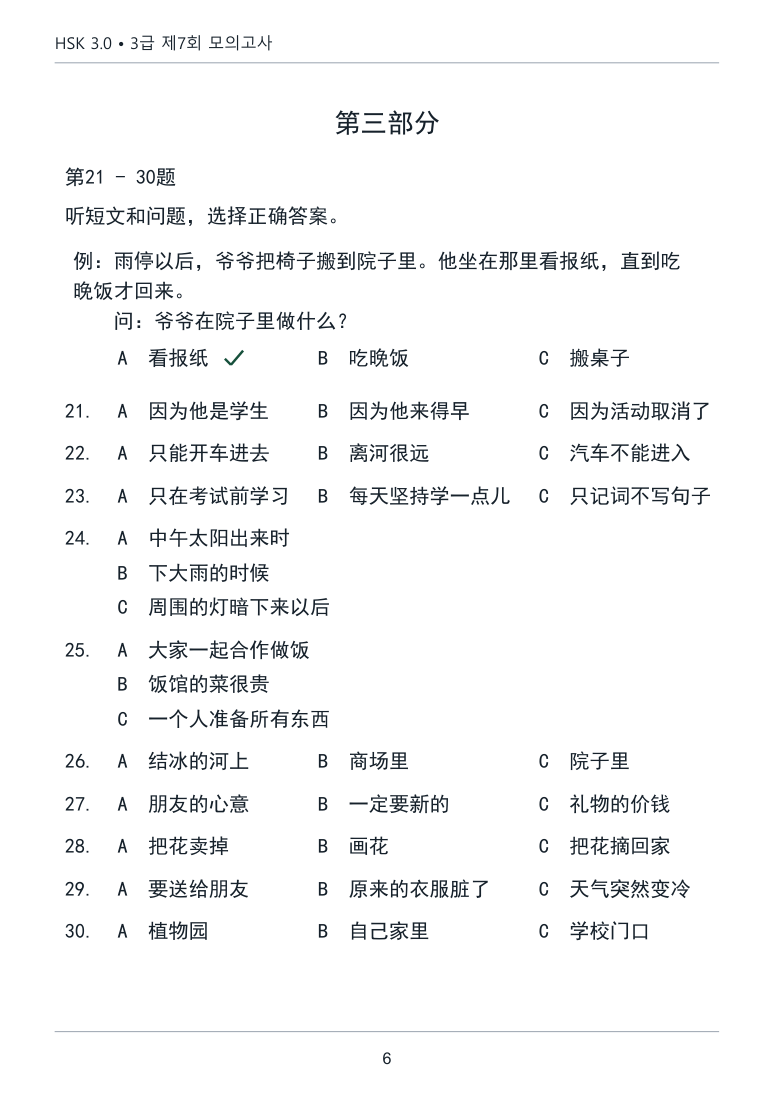 HSK 3.0 • 3급 제7회 모의고사
第三部分
第21 - 30题
听短文和问题，选择正确答案。
例：雨停以后，爷爷把椅子搬到院子里。他坐在那里看报纸，直到吃
晚饭才回来。
问：爷爷在院子里做什么？
A 看报纸 ✓ B 吃晚饭 C 搬桌子
21. A 因为他是学生 B 因为他来得早 C 因为活动取消了
22. A 只能开车进去 B 离河很远 C 汽车不能进入
23. A 只在考试前学习 B 每天坚持学一点儿 C 只记词不写句子
24. A 中午太阳出来时
B 下大雨的时候
C 周围的灯暗下来以后
25. A 大家一起合作做饭
B 饭馆的菜很贵
C 一个人准备所有东西
26. A 结冰的河上 B 商场里 C 院子里
27. A 朋友的心意 B 一定要新的 C 礼物的价钱
28. A 把花卖掉 B 画花 C 把花摘回家
29. A 要送给朋友 B 原来的衣服脏了 C 天气突然变冷
30. A 植物园 B 自己家里 C 学校门口
6